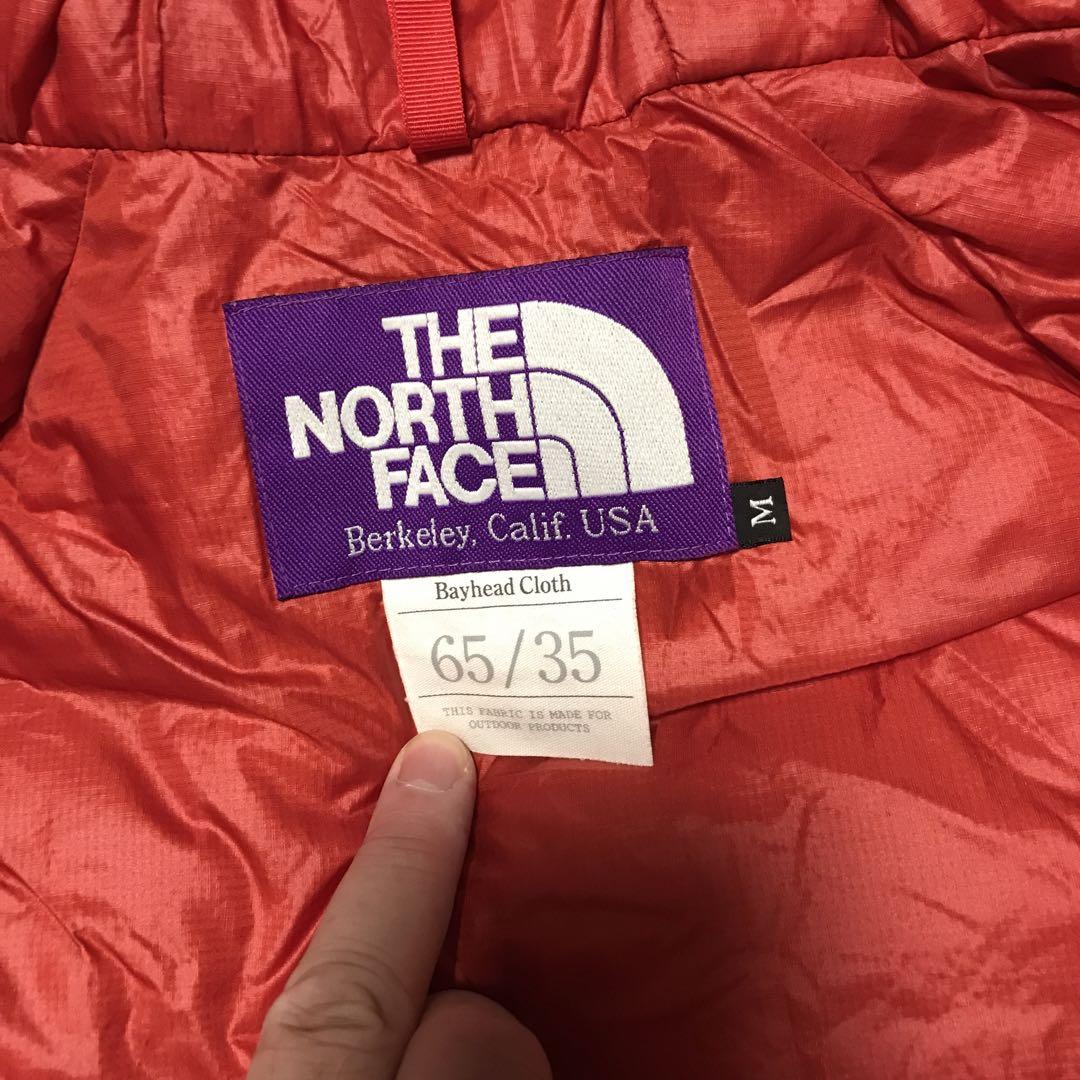 THE
NORTH
FACE
Berkeley, Calif. USA
M
Bayhead Cloth
65/35
THIS FABRIC IS MADE FOR
OUTDOOR PRODUCTS